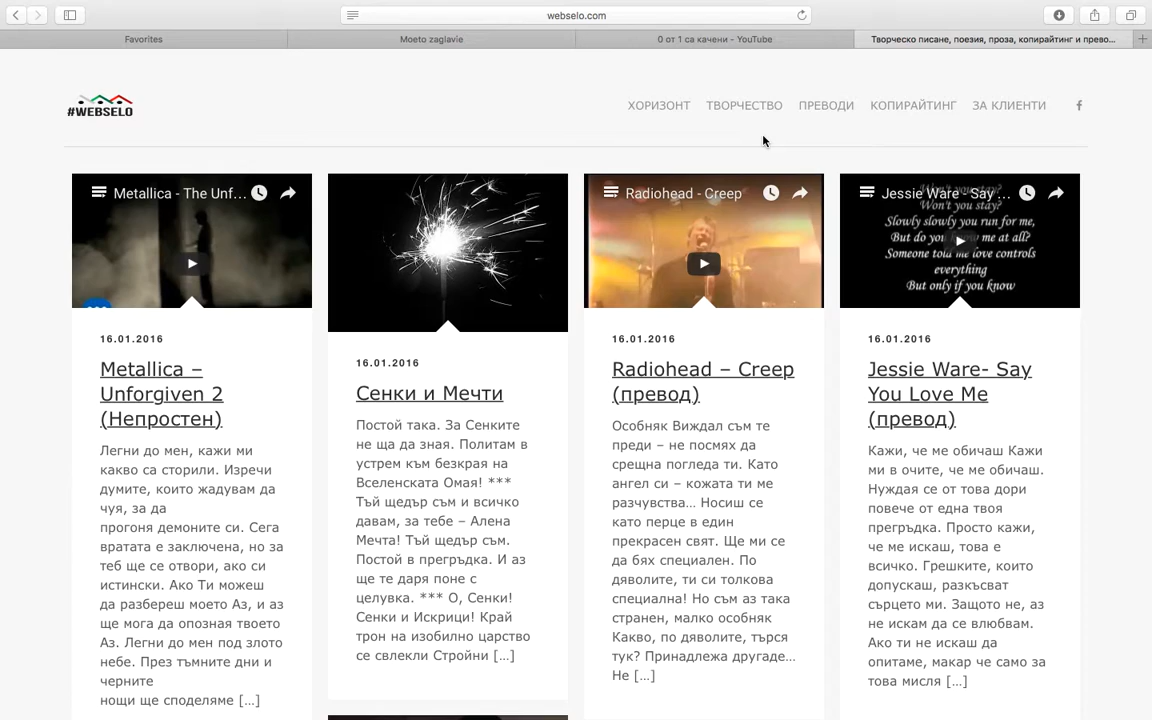 webselo.com
Favorites
Moeto zaglavie
0 от 1 са качени - YouTube
Творческо писане, поезия, проза, копирайтинг и прево...
#WEBSELO
ХОРИЗОНТ
ТВОРЧЕСТВО
ПРЕВОДИ
КОПИРАЙТИНГ
ЗА КЛИЕНТИ
Metallica - The Unf...
16.01.2016
Metallica –
Unforgiven 2
(Непростен)
Легни до мен, кажи ми
какво са сторили. Изречи
думите, които жадувам да
чуя, за да
прогоня демоните си. Сега
вратата е заключена, но за
теб ще се отвори, ако си
истински. Ако Ти можеш
да разбереш моето Аз, и аз
ще мога да опозная твоето
Аз. Легни до мен под злото
небе. През тъмните дни и
черните
нощи ще споделяме […]
16.01.2016
Сенки и Мечти
Постой така. За Сенките
не ща да зная. Политам в
устрем към безкрая на
Вселенската Омая! ***
Тъй щедър съм и всичко
давам, за тебе – Алена
Мечта! Тъй щедър съм.
Постой в прегръдка. И аз
ще те даря поне с
целувка. *** О, Сенки!
Сенки и Искрици! Край
трон на изобилно царство
се свлекли Стройни […]
Radiohead - Creep
16.01.2016
Radiohead – Creep
(превод)
Особняк Виждал съм те
преди – не посмях да
срещна погледа ти. Като
ангел си – кожата ти ме
разчувства… Носиш се
като перце в един
прекрасен свят. Ще ми се
да бях специален. По
дяволите, ти си толкова
специална! Но съм аз така
странен, малко особняк
Какво, по дяволите, търся
тук? Принадлежа другаде…
Не […]
Jessie Ware - Say ...
Won't you stay?
Won't you stay?
Slowly slowly you run for me,
But do you love me at all?
Someone told me love controls
everything
But only if you know
16.01.2016
Jessie Ware- Say
You Love Me
(превод)
Кажи, че ме обичаш Кажи
ми в очите, че ме обичаш.
Нуждая се от това дори
повече от една твоя
прегръдка. Просто кажи,
че ме искаш, това е
всичко. Грешките, които
допускаш, разкъсват
сърцето ми. Защото не, аз
не искам да се влюбвам.
Ако ти не искаш да
опитаме, макар че само за
това мисля […]